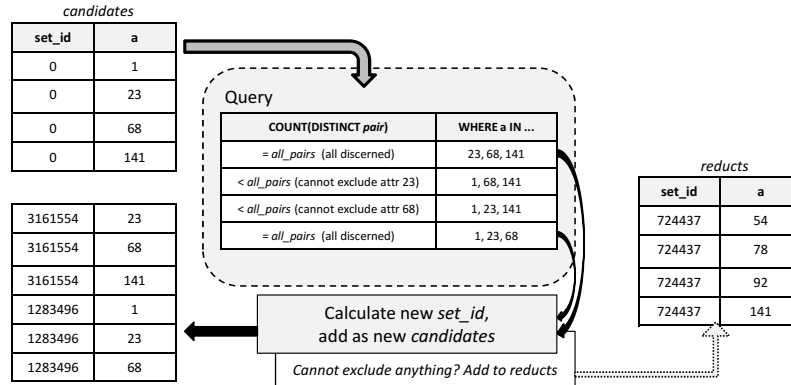 candidates
set_id a
0 1
0 23
0 68
0 141
Query
COUNT(DISTINCT pair) WHERE a IN ...
= all_pairs (all discerned) 23, 68, 141
< all_pairs (cannot exclude attr 23) 1, 68, 141
< all_pairs (cannot exclude attr 68) 1, 23, 141
= all_pairs (all discerned) 1, 23, 68
reducts
set_id a
724437 54
724437 78
724437 92
724437 141
3161554 23
3161554 68
3161554 141
1283496 1
1283496 23
1283496 68
Calculate new set_id,
add as new candidates
Cannot exclude anything? Add to reducts